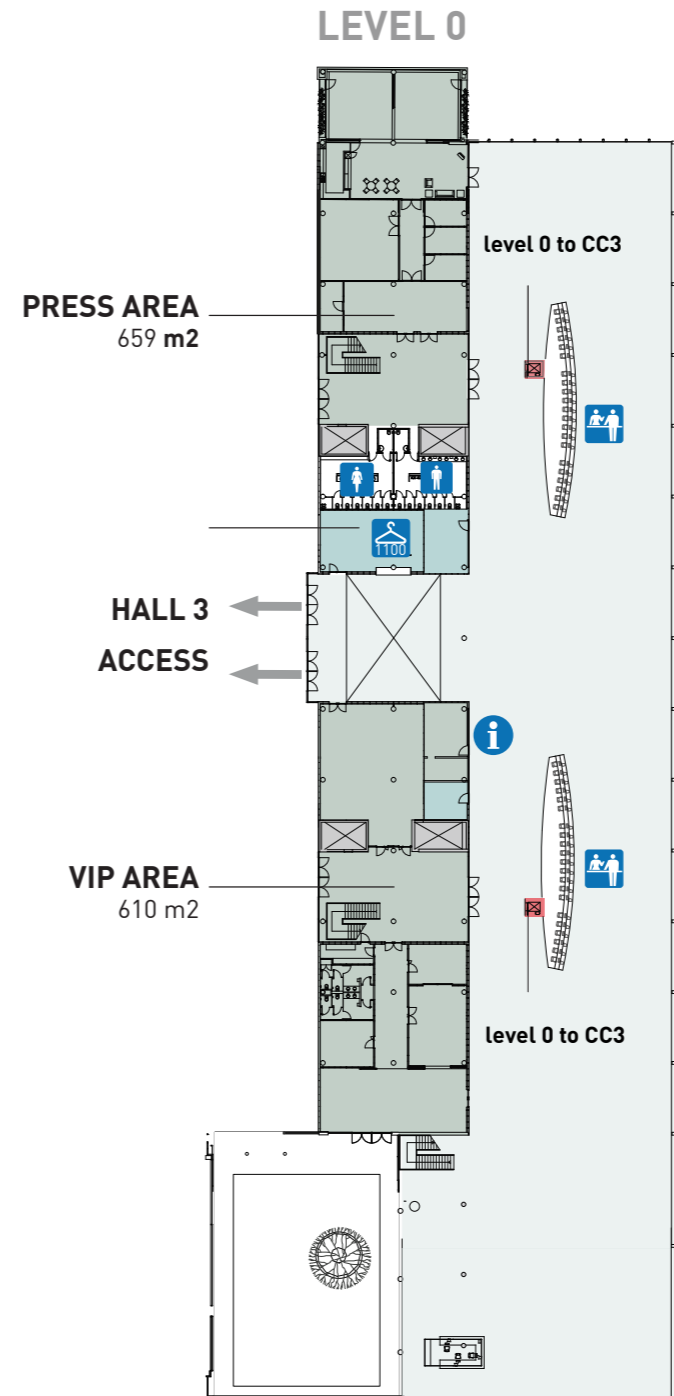 LEVEL 0
level 0 to CC3
PRESS AREA
659 m2
1100
HALL 3
ACCESS
i
VIP AREA
610 m2
level 0 to CC3